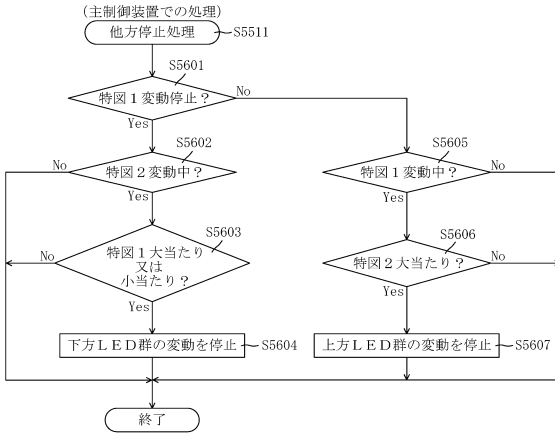 (主制御装置での処理)
他方停止処理
S5511
S5601
特図1変動停止?
No
Yes
S5602
特図2変動中?
No
Yes
S5603
特図1大当たり
又は
小当たり?
No
Yes
下方LED群の変動を停止
S5604
S5605
特図1変動中?
No
Yes
S5606
特図2大当たり?
No
Yes
上方LED群の変動を停止
S5607
終了